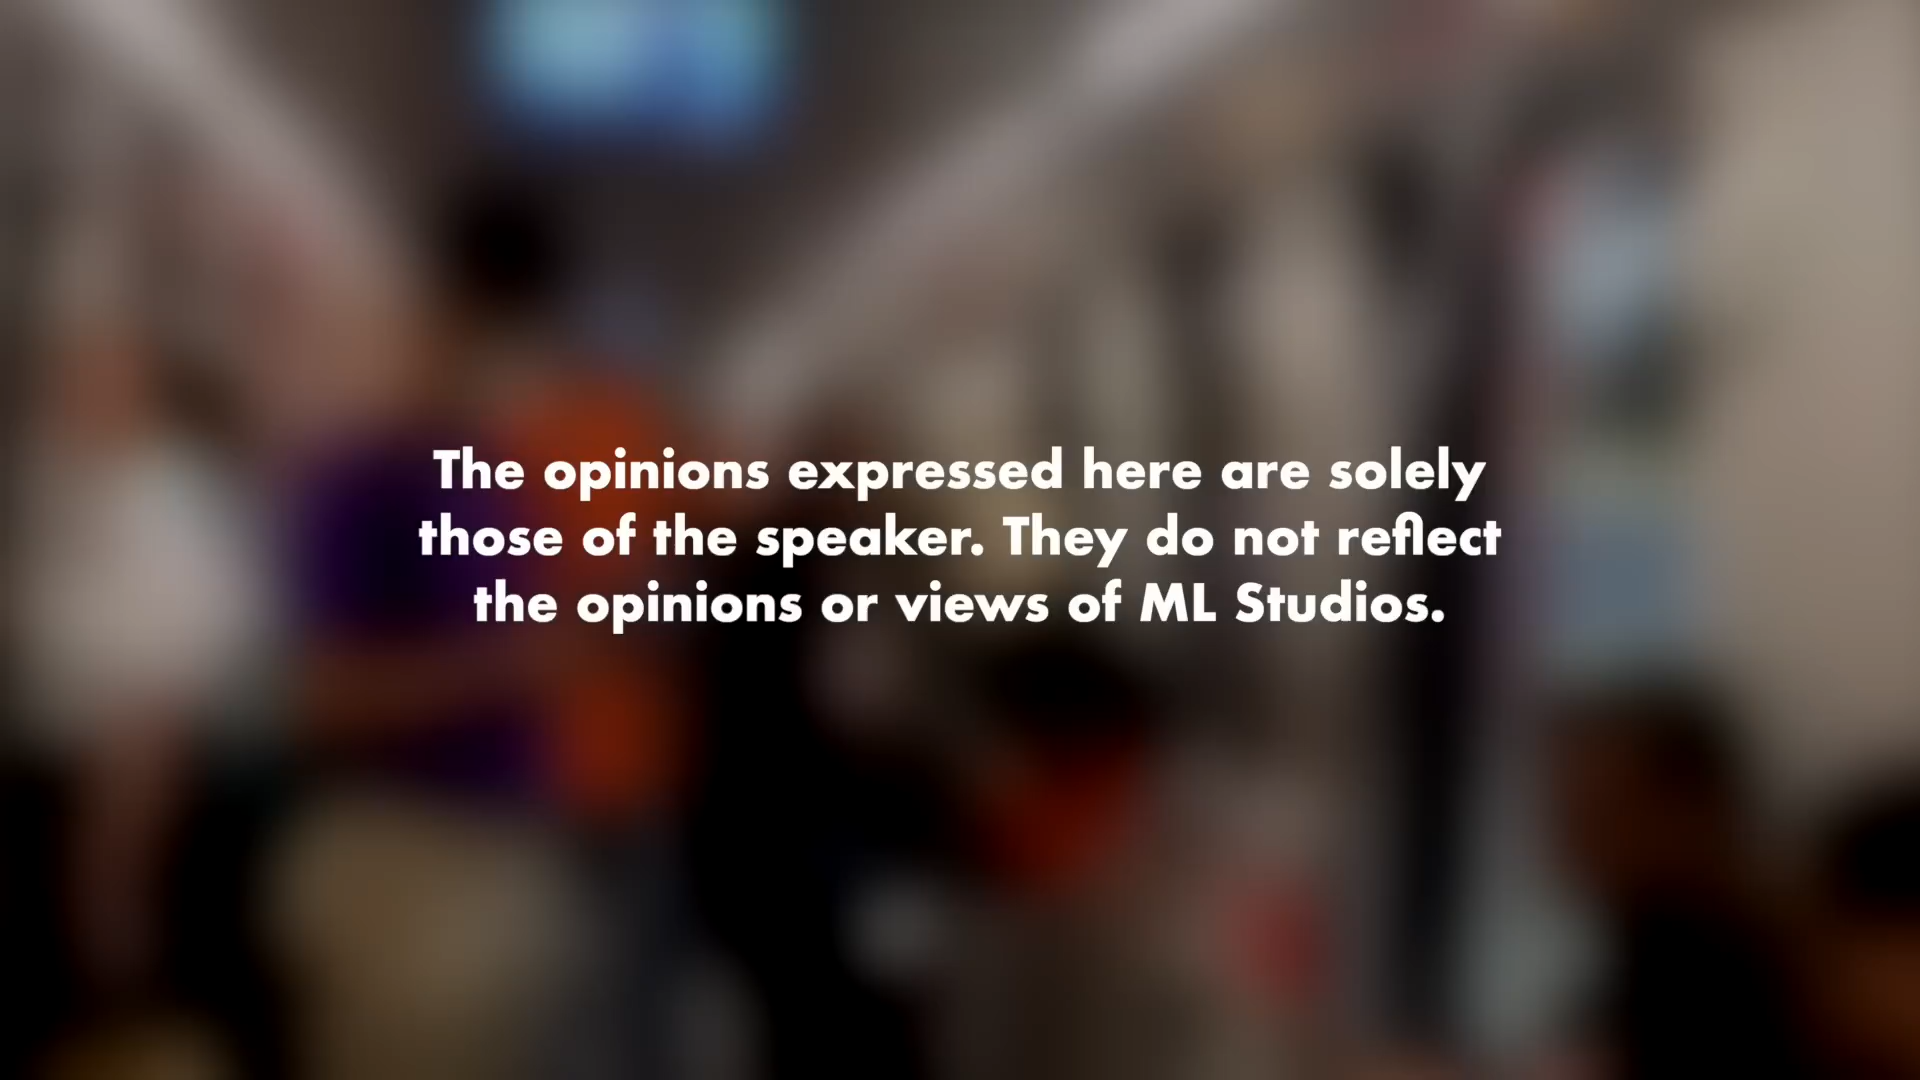 The opinions expressed here are solely
those of the speaker. They do not reflect
the opinions or views of ML Studios.